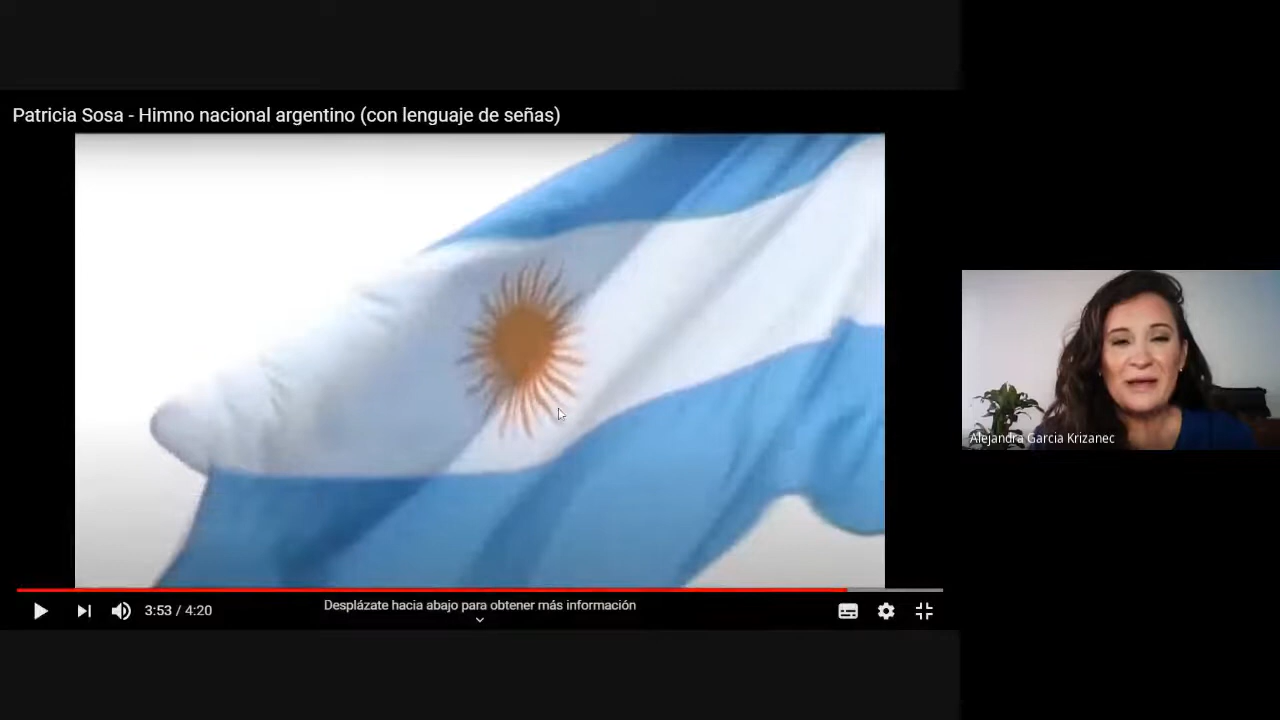 Patricia Sosa - Himno nacional argentino (con lenguaje de señas)
Alejandra Garcia Krizanec
3:53 / 4:20
Desplázate hacia abajo para obtener más información